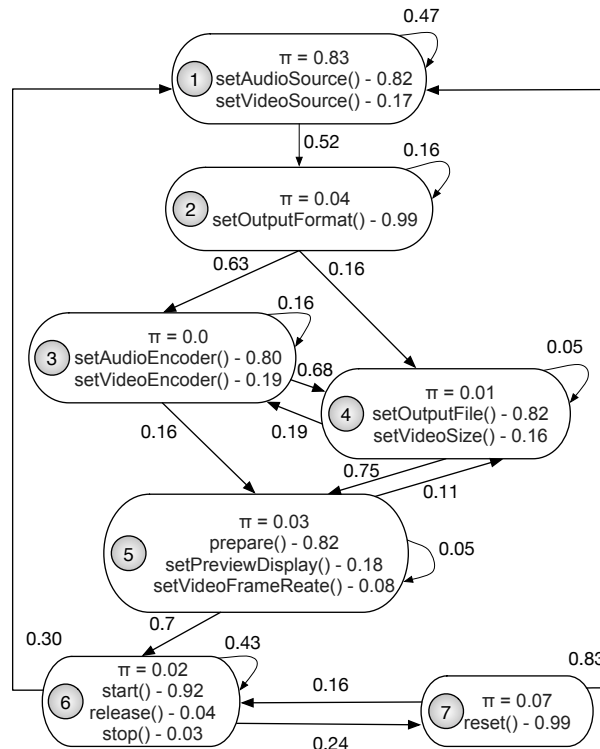 0.47
π = 0.83
1
setAudioSource() - 0.82
setVideoSource() - 0.17
0.52
0.16
π = 0.04
2
setOutputFormat() - 0.99
0.63
0.16
0.16
π = 0.0
3
setAudioEncoder() - 0.80
setVideoEncoder() - 0.19
0.68
0.05
π = 0.01
4
setOutputFile() - 0.82
setVideoSize() - 0.16
0.19
0.16
0.75
0.11
π = 0.03
5
prepare() - 0.82
setPreviewDisplay() - 0.18
setVideoFrameReate() - 0.08
0.05
0.7
0.30
0.43
0.83
π = 0.02
6
start() - 0.92
release() - 0.04
stop() - 0.03
0.16
0.24
π = 0.07
7
reset() - 0.99